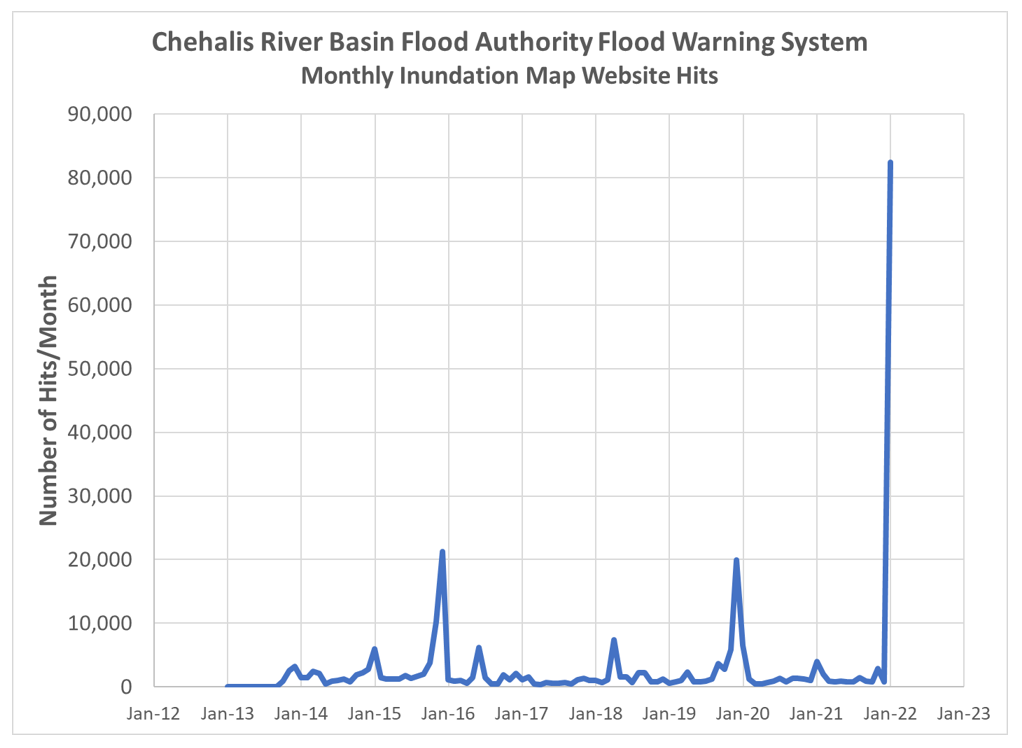 Chehalis River Basin Flood Authority Flood Warning System
Monthly Inundation Map Website Hits
Number of Hits/Month
90,000
80,000
70,000
60,000
50,000
40,000
30,000
20,000
10,000
0
Jan-12 Jan-13 Jan-14 Jan-15 Jan-16 Jan-17 Jan-18 Jan-19 Jan-20 Jan-21 Jan-22 Jan-23